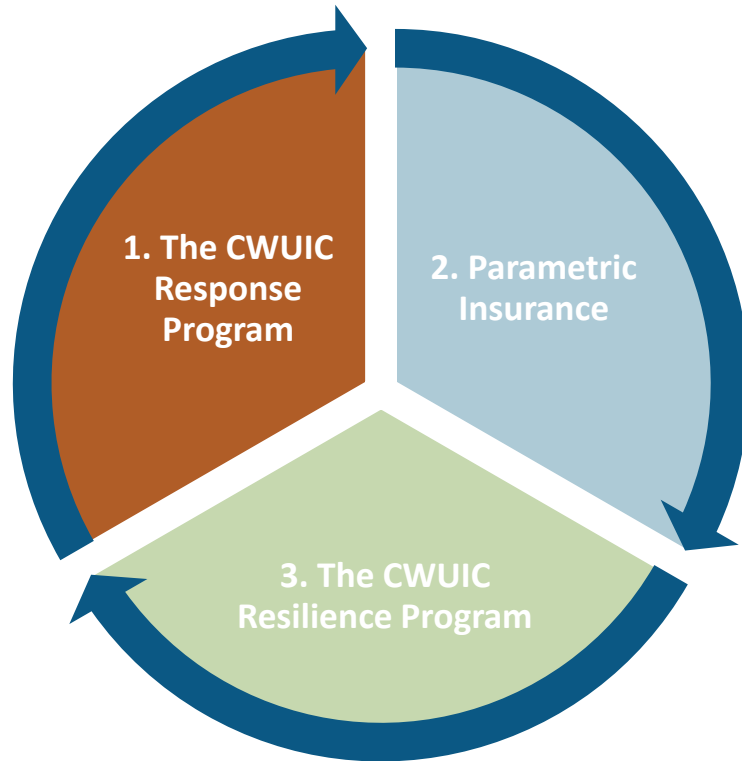 1. The CWUIC
Response
Program
2. Parametric
Insurance
3. The CWUIC
Resilience Program